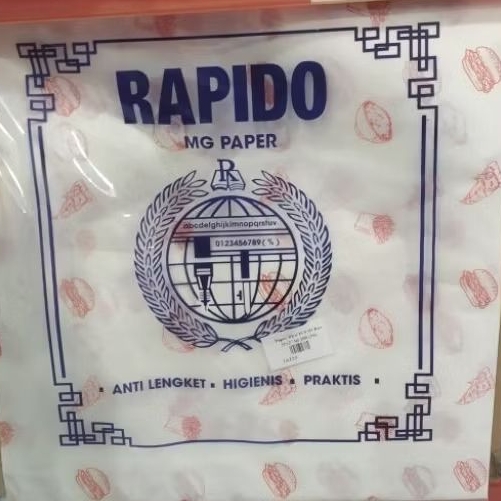 RAPIDO
MG PAPER
R
abcdefghijklmnopqrstuv
0123456789 ( % )
ANTI LENGKET • HIGIENIS • PRAKTIS •